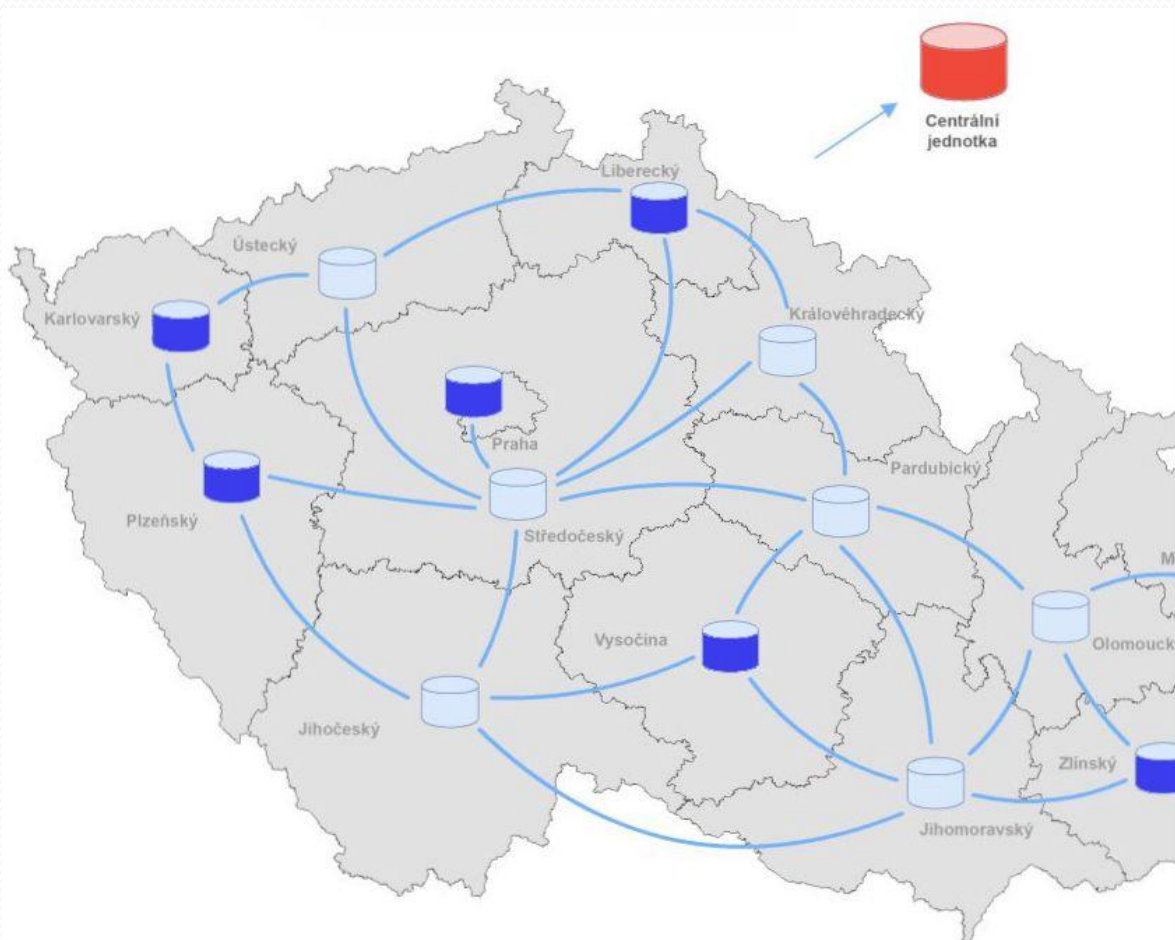 Centrální
jednotka
Liberecký
Ústecký
Karlovarský
Královéhradecký
Praha
Pardubický
Plzeňský
Středočeský
M
Vysočina
Olomouck
Jihočeský
Zlínský
Jihomoravský